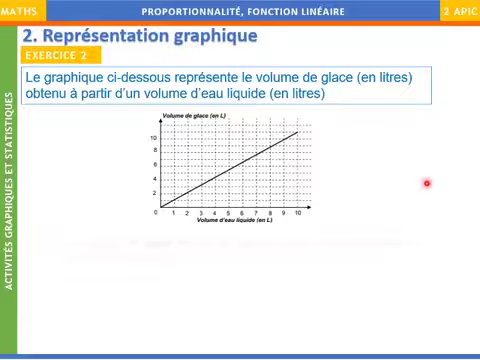 MATHS
PROPORTIONNALITÉ, FONCTION LINÉAIRE
2 APIC
2. Représentation graphique
EXERCICE 2
Le graphique ci-dessous représente le volume de glace (en litres)
obtenu à partir d'un volume d'eau liquide (en litres)
ACTIVITÉS GRAPHIQUES ET STATISTIQUES
Volume de glace (en L)
10
8
6
4
2
0 1 2 3 4 5 6 7 8 9 10
Volume d'eau liquide (en L)